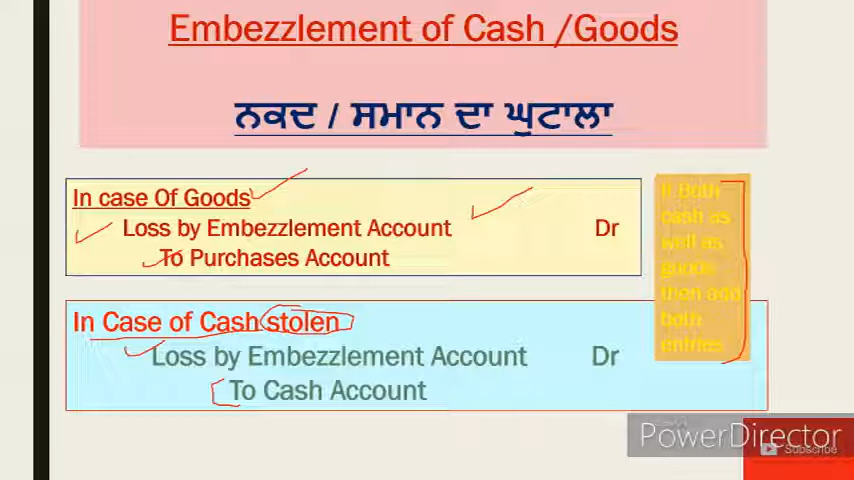 Embezzlement of Cash /Goods
ਨਕਦ / ਸਮਾਨ ਦਾ ਘੁਟਾਲਾ
In case Of Goods
Loss by Embezzlement Account Dr
To Purchases Account
If Both
cash as
well as
goods
then add
both
entries
In Case of Cash stolen
Loss by Embezzlement Account Dr
To Cash Account
PowerDirector
Subscribe